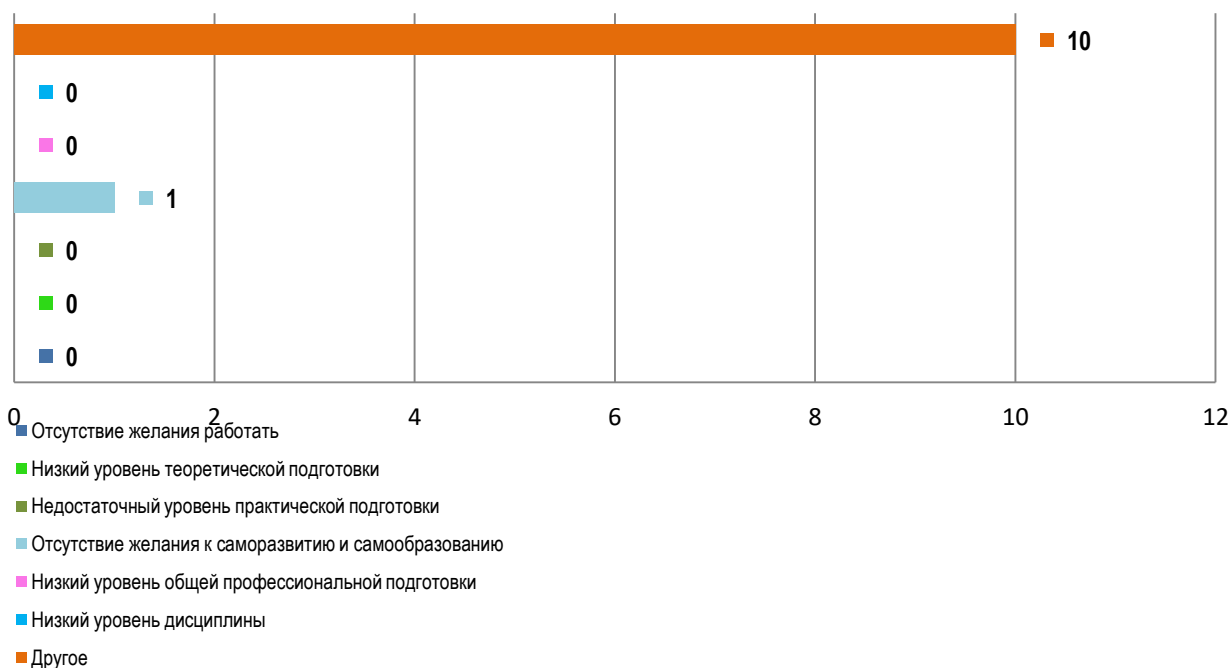 10
0
0
1
0
0
0
0 2 4 6 8 10 12
Отсутствие желания работать
Низкий уровень теоретической подготовки
Недостаточный уровень практической подготовки
Отсутствие желания к саморазвитию и самообразованию
Низкий уровень общей профессиональной подготовки
Низкий уровень дисциплины
Другое